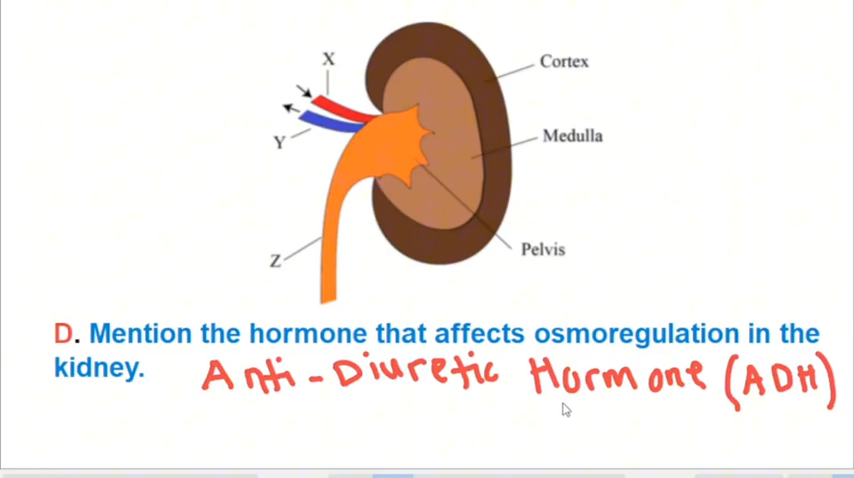 X
Cortex
Y
Medulla
Z
Pelvis
D. Mention the hormone that affects osmoregulation in the
kidney. Anti-Diuretic Hormone (ADH)